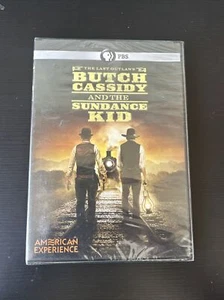 PBS
THE LAST OUTLAWS
BUTCH
CASSIDY
AND THE
SUNDANCE
KID
AMERICAN
EXPERIENCE